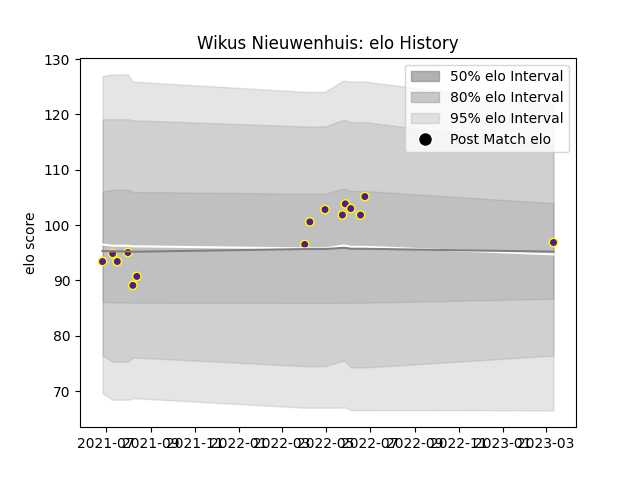 Wikus Nieuwenhuis: elo History
130
120
110
100
90
80
70
elo score
50% elo Interval
80% elo Interval
95% elo Interval
Post Match elo
2021-07 2021-09 2021-11 2022-01 2022-03 2022-05 2022-07 2022-09 2022-11 2023-01 2023-03